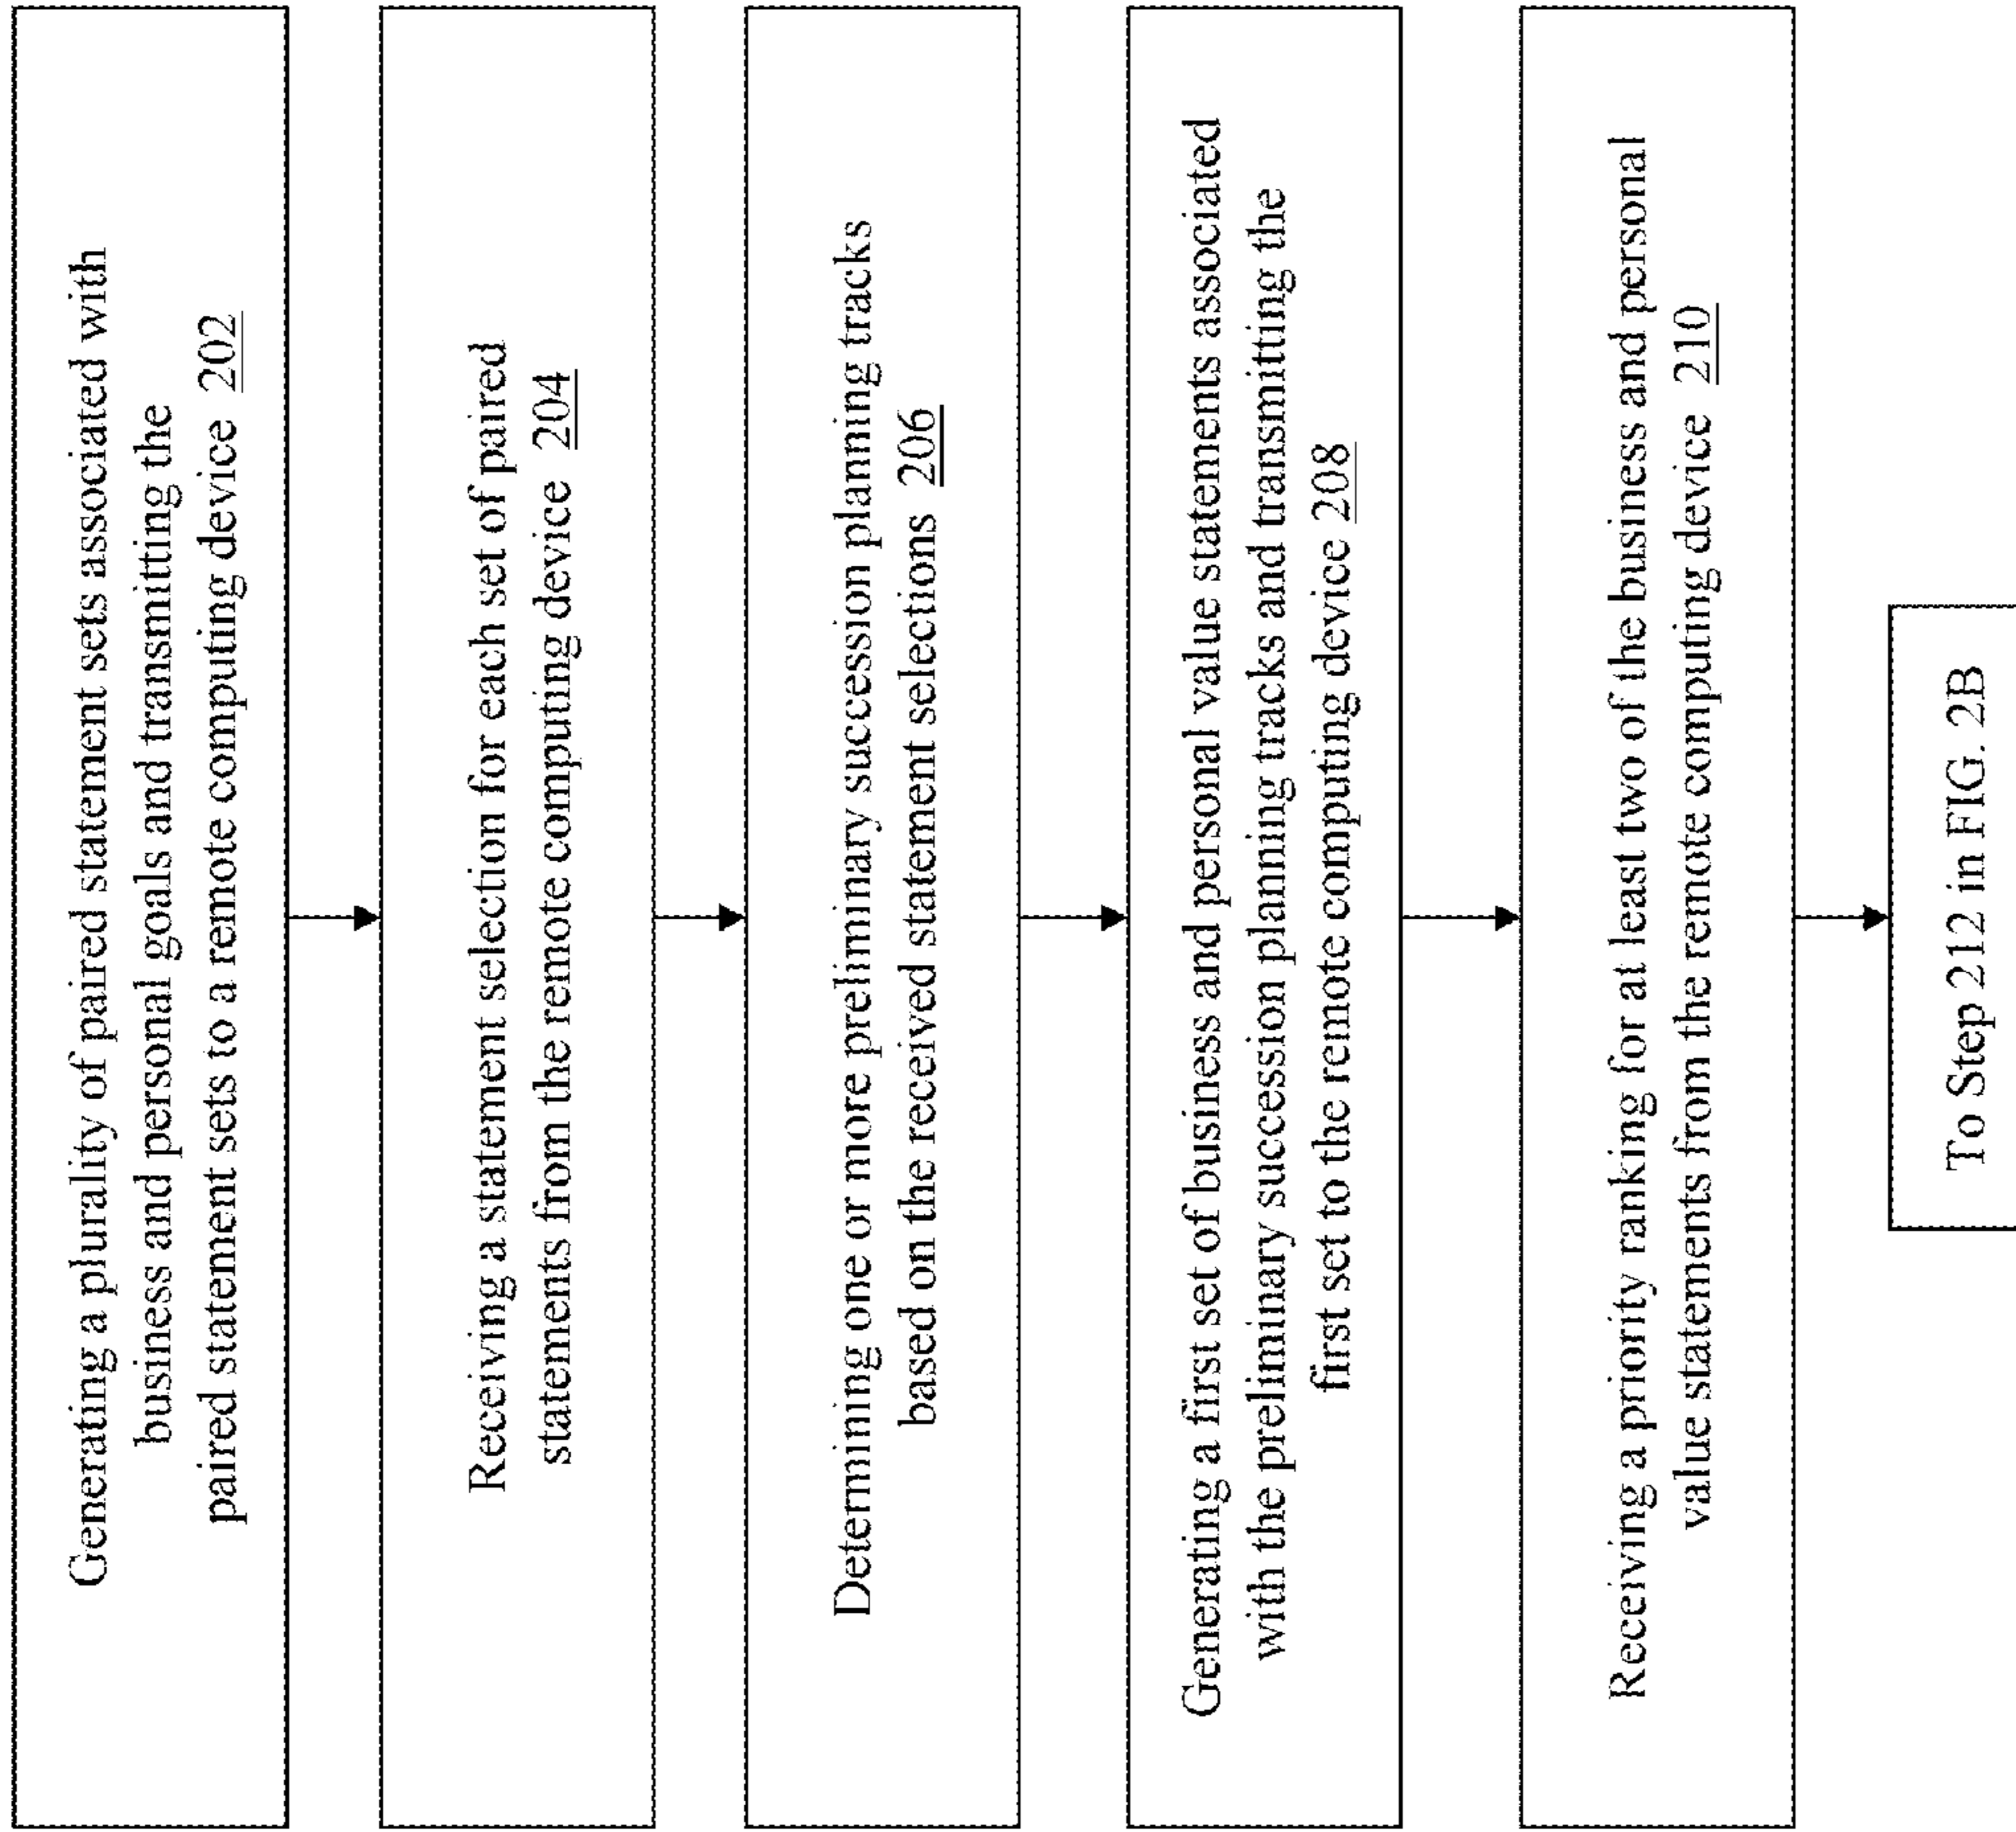 Generating a plurality of paired statement sets associated with
business and personal goals and transmitting the
paired statement sets to a remote computing device 202
Receiving a statement selection for each set of paired
statements from the remote computing device 204
Determining one or more preliminary succession planning tracks
based on the received statement selections 206
Generating a first set of business and personal value statements associated
with the preliminary succession planning tracks and transmitting the
first set to the remote computing device 208
Receiving a priority ranking for at least two of the business and personal
value statements from the remote computing device 210
To Step 212 in FIG. 2B